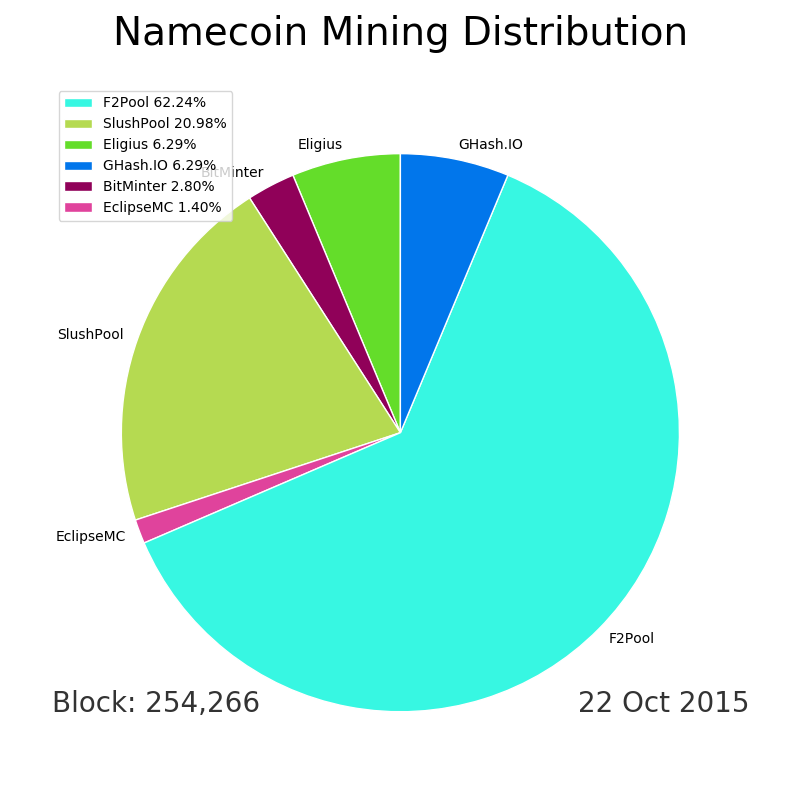 Namecoin Mining Distribution
F2Pool 62.24%
SlushPool 20.98%
Eligius 6.29%
GHash.IO 6.29%
BitMinter 2.80%
EclipseMC 1.40%
Eligius
GHash.IO
BitMinter
SlushPool
EclipseMC
F2Pool
Block: 254,266
22 Oct 2015